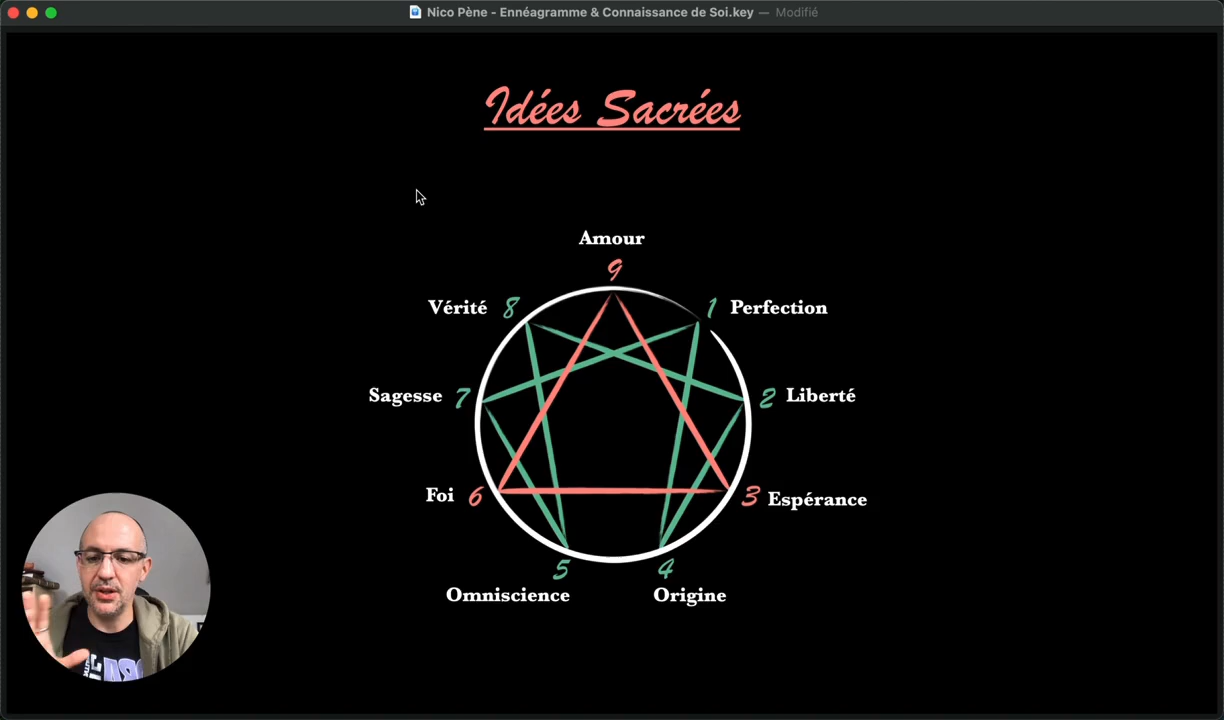 Nico Pène - Ennéagramme & Connaissance de Soi.key — Modifié
Idées Sacrées
Amour
9
Vérité 8
1 Perfection
Sagesse 7
2 Liberté
Foi 6
3 Espérance
5
4
Omniscience
Origine